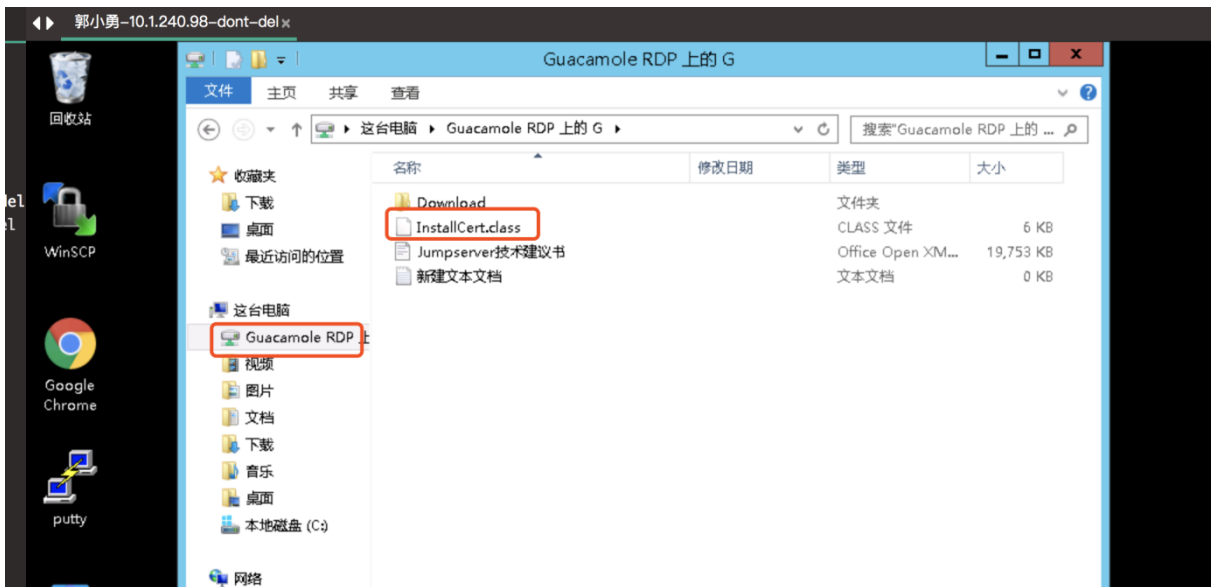 郭小勇-10.1.240.98-dont-del
Guacamole RDP 上的 G
文件 主页 共享 查看
这台电脑 Guacamole RDP 上的 G
搜索"Guacamole RDP 上的 ...
回收站
WinSCP
Google
Chrome
putty
收藏夹
下载
桌面
最近访问的位置
这台电脑
Guacamole RDP 上
视频
图片
文档
下载
音乐
桌面
本地磁盘 (C:)
网络
名称 修改日期 类型 大小
Download 文件夹
InstallCert.class CLASS 文件 6 KB
Jumpserver技术建议书 Office Open XM... 19,753 KB
新建文本文档 文本文档 0 KB